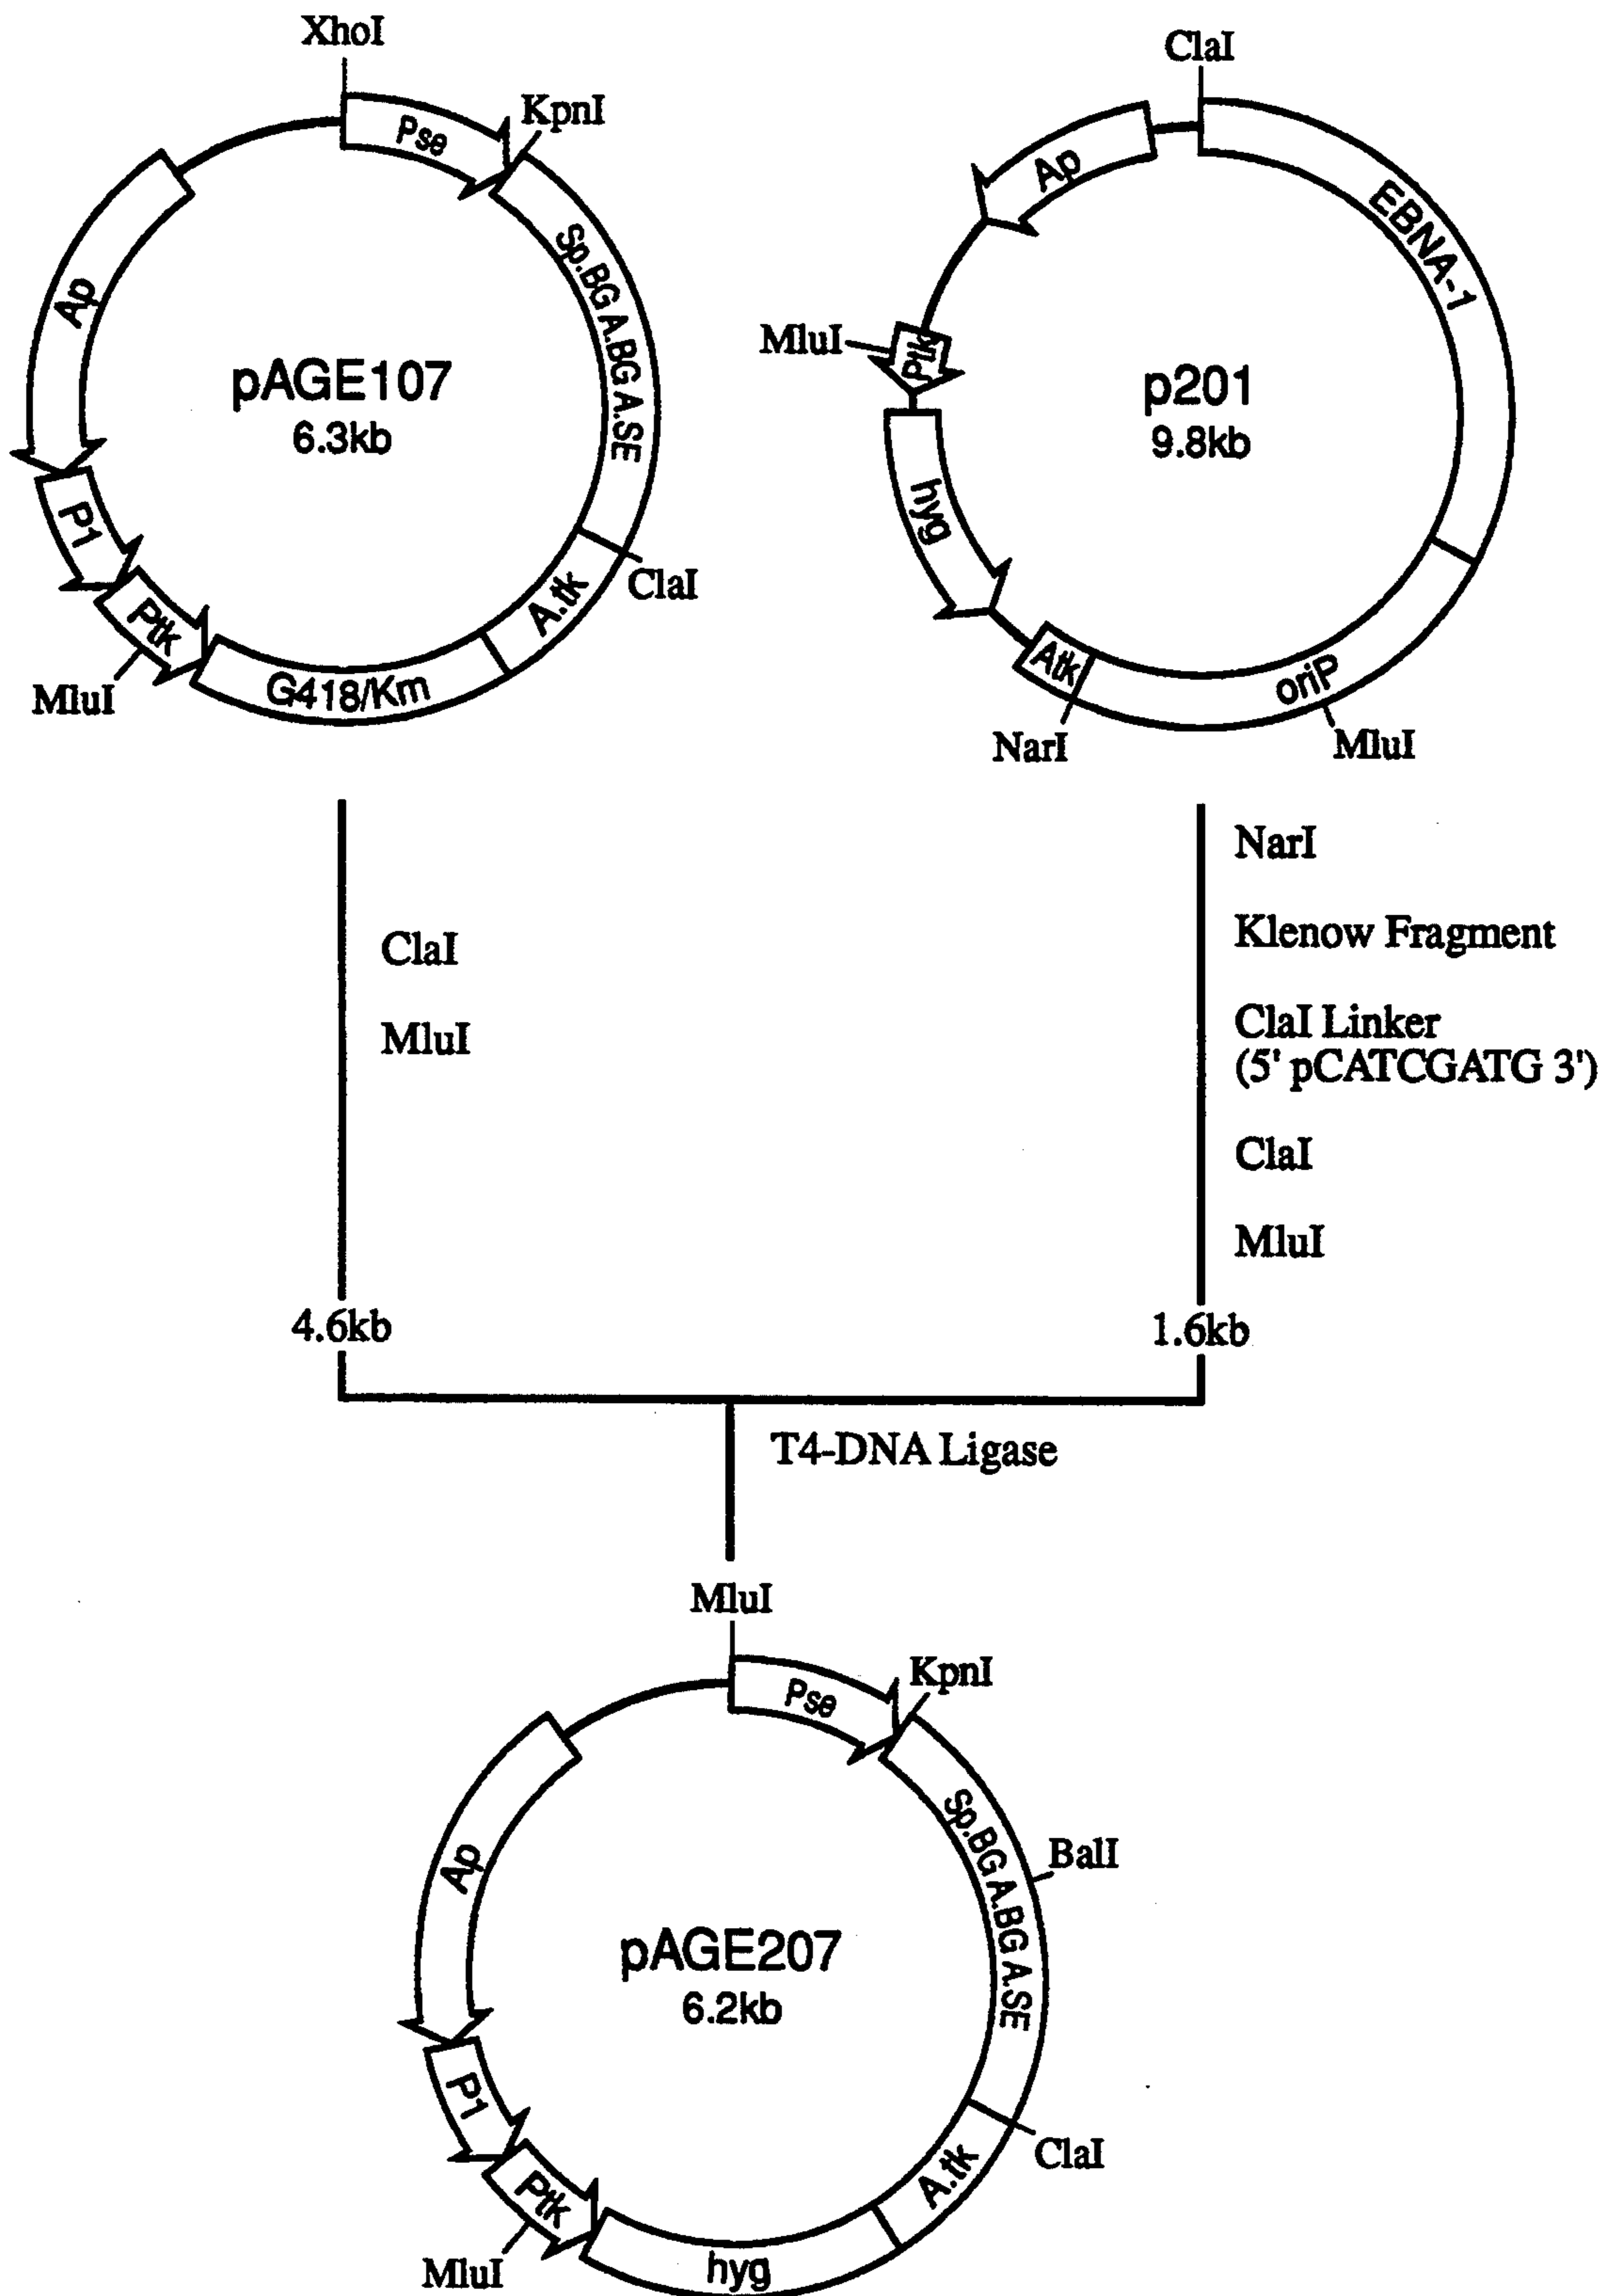 XhoI
Pse
KpnI
Sp.BG A.BG A.SE
Ap
pAGE107
6.3kb
P1
Ptk
ClaI
A.tk
MluI
G418/Km
ClaI
Ap
EBNA-1
MluI
Ptk
p201
9.8kb
hyg
Atk
oriP
NarI
MluI
ClaI
MluI
4.6kb
NarI
Klenow Fragment
ClaI Linker
(5' pCATCGATG 3')
ClaI
MluI
1.6kb
T4-DNA Ligase
MluI
Pse
KpnI
Sp.BG A.BG A.SE
BalI
Ap
pAGE207
6.2kb
P1
Ptk
ClaI
A.tk
MluI
hyg